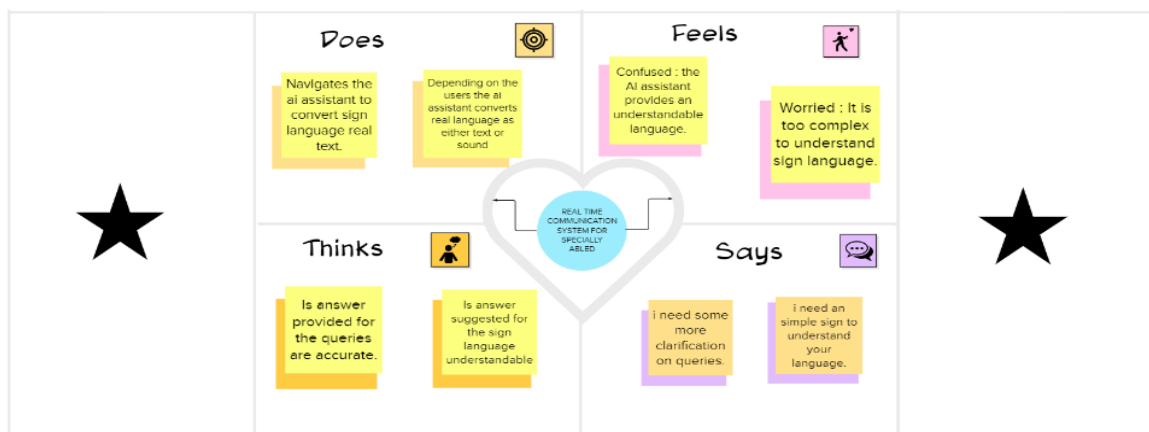 Does
Navigates the
ai assistant to
convert sign
language real
text.
Depending on the
users the ai
assistant converts
real language as
either text or
sound
Feels
Confused : the
AI assistant
provides an
understandable
language.
Worried : It is
too complex
to understand
sign language.
REAL TIME
COMMUNICATION
SYSTEM FOR
SPECIALLY
ABLED
Thinks
Is answer
provided for
the queries
are accurate.
Is answer
suggested for
the sign
language
understandable
Says
i need some
more
clarification
on queries.
i need an
simple sign to
understand
your
language.